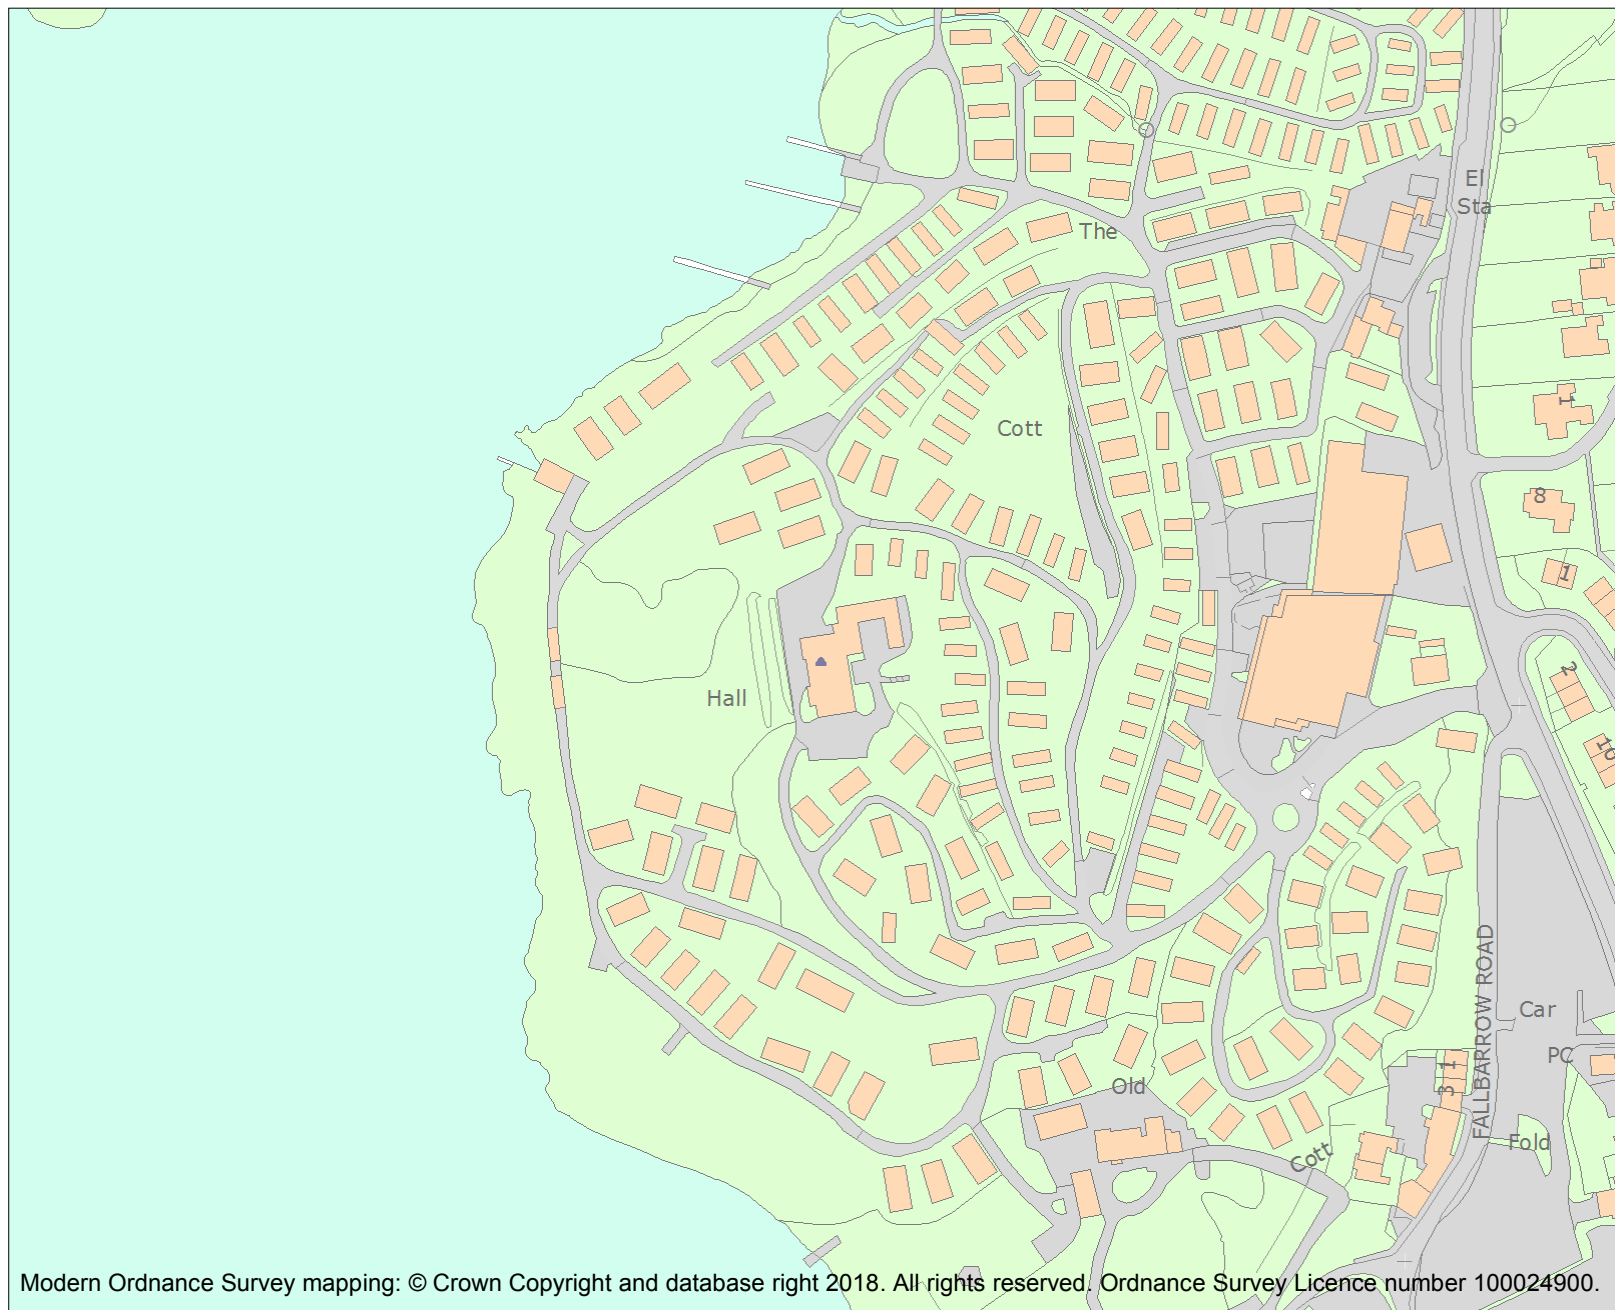 El
Sta
The
1
Cott
8
1
2
Hall
10
FALLBARROW ROAD
Car
PC
1
3
Old
Fold
Cott
Modern Ordnance Survey mapping: © Crown Copyright and database right 2018. All rights reserved. Ordnance Survey Licence number 100024900.